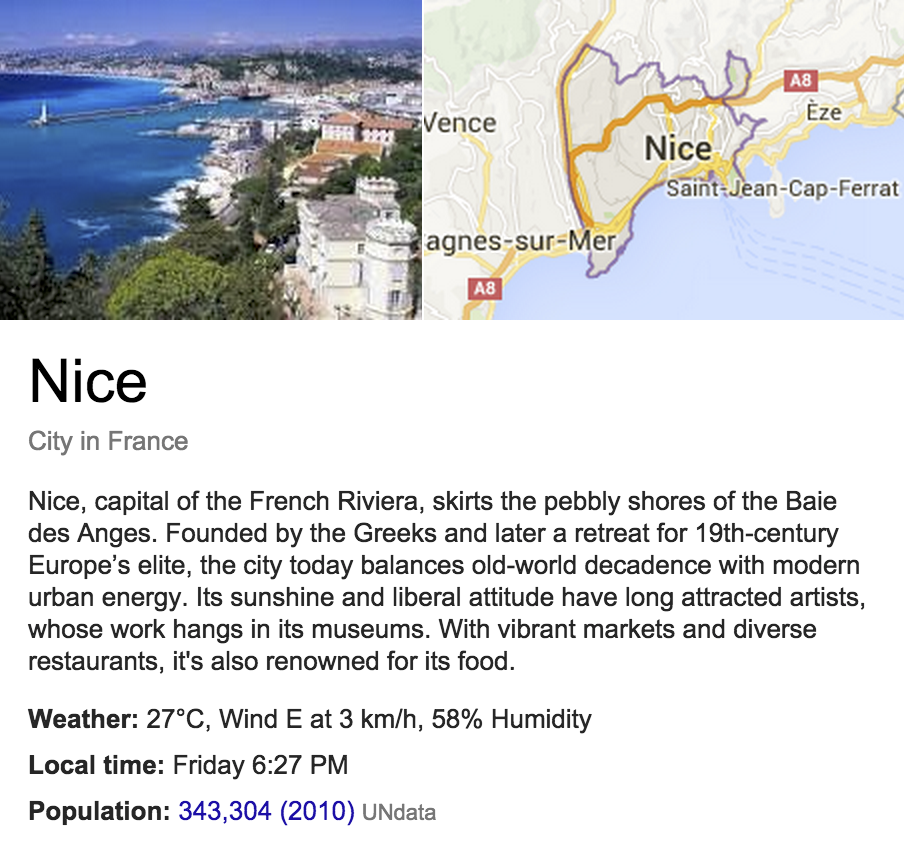 A8
Èze
Vence
Nice
Saint-Jean-Cap-Ferrat
agnes-sur-Mer
A8
Nice
City in France
Nice, capital of the French Riviera, skirts the pebbly shores of the Baie
des Anges. Founded by the Greeks and later a retreat for 19th-century
Europe’s elite, the city today balances old-world decadence with modern
urban energy. Its sunshine and liberal attitude have long attracted artists,
whose work hangs in its museums. With vibrant markets and diverse
restaurants, it's also renowned for its food.
Weather: 27°C, Wind E at 3 km/h, 58% Humidity
Local time: Friday 6:27 PM
Population: 343,304 (2010) UNdata